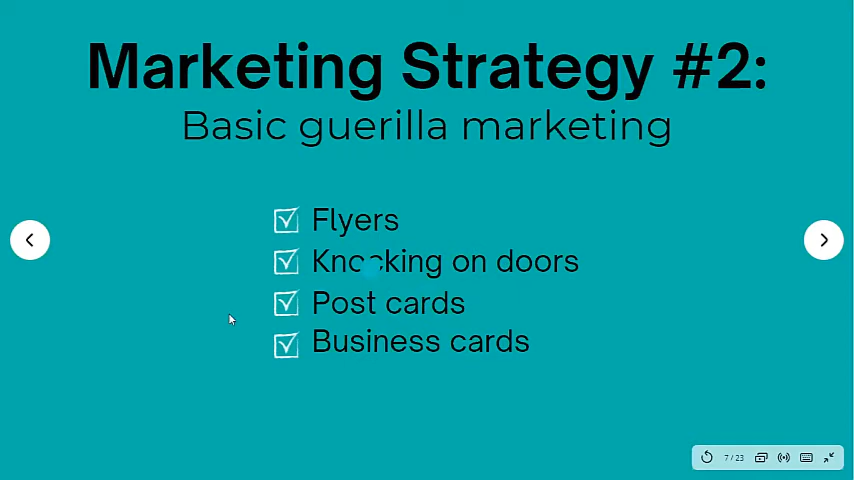 Marketing Strategy #2:
Basic guerilla marketing
Flyers
Knocking on doors
Post cards
Business cards
7 / 23